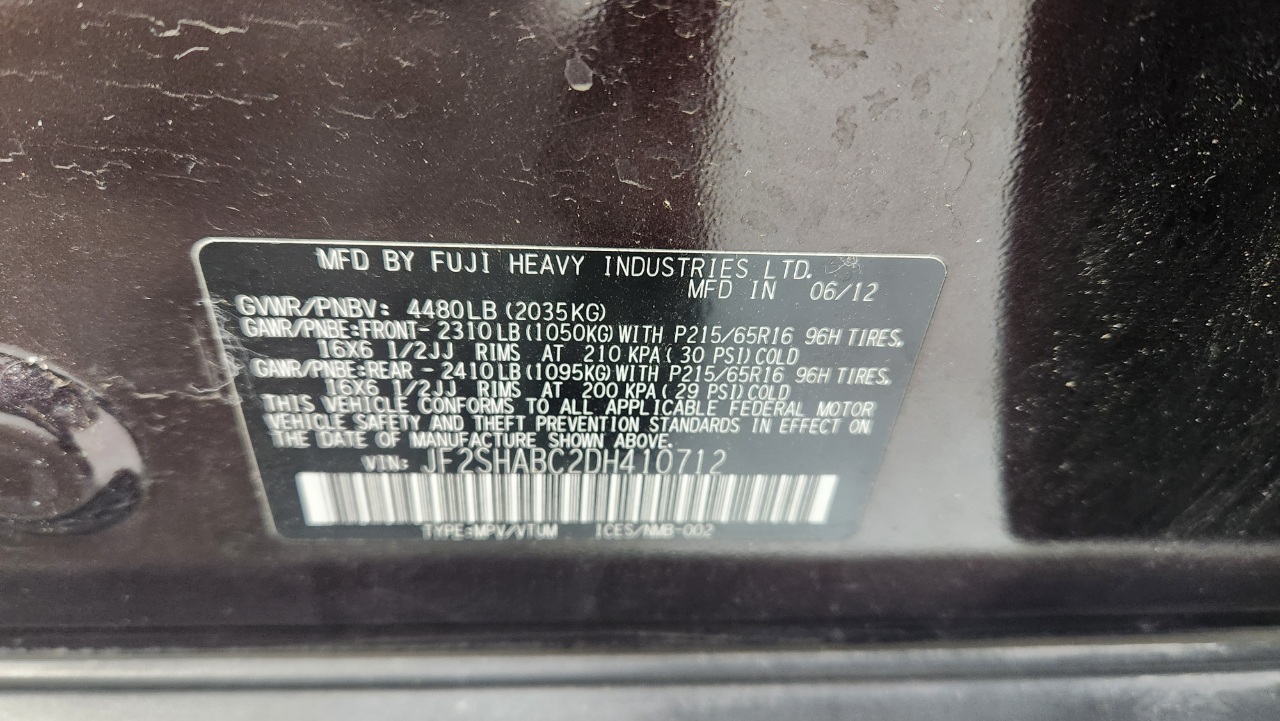 MFD BY FUJI HEAVY INDUSTRIES LTD.
MFD IN 06/12
GVWR/PNBV: 4480LB (2035KG)
GAWR/PNBE:FRONT- 2310LB(1050KG)WITH P215/65R16 96H TIRES,
16X6 1/2JJ RIMS AT 210 KPA( 30 PSI)COLD
GAWR/PNBE:REAR - 2410LB(1095KG)WITH P215/65R16 96H TIRES,
16X6 1/2JJ RIMS AT 200 KPA( 29 PSI)COLD
THIS VEHICLE CONFORMS TO ALL APPLICABLE FEDERAL MOTOR
VEHICLE SAFETY AND THEFT PREVENTION STANDARDS IN EFFECT ON
THE DATE OF MANUFACTURE SHOWN ABOVE.
VIN: JF2SHABC2DH410712
TYPE:MPV/VTUM ICES/NMB-002